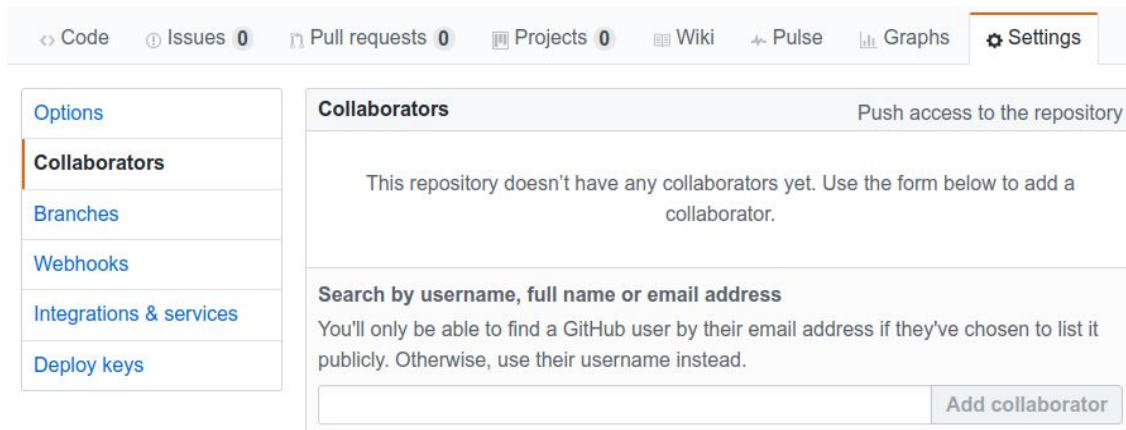 Code Issues 0 Pull requests 0 Projects 0 Wiki Pulse Graphs Settings
Options
Collaborators
Branches
Webhooks
Integrations & services
Deploy keys
Collaborators Push access to the repository
This repository doesn't have any collaborators yet. Use the form below to add a
collaborator.
Search by username, full name or email address
You'll only be able to find a GitHub user by their email address if they've chosen to list it
publicly. Otherwise, use their username instead.
Add collaborator